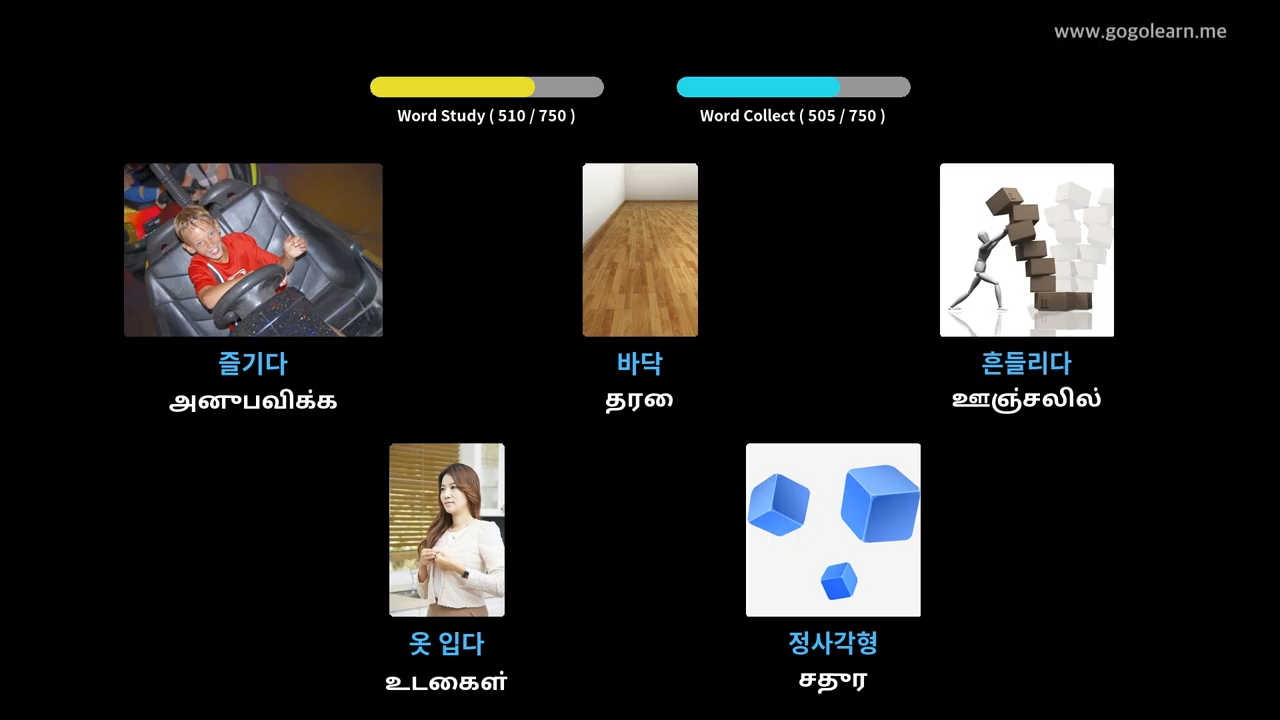 www.gogolearn.me
Word Study ( 510 / 750 )
Word Collect ( 505 / 750 )
즐기다
அனுபவிக்க
바닥
தரை
흔들리다
ஊஞ்சலில்
옷 입다
உடைகள்
정사각형
சதுர